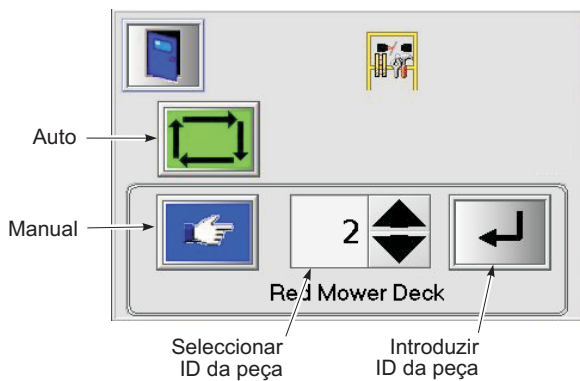 Auto
Manual
2
Red Mower Deck
Seleccionar
ID da peça
Introduzir
ID da peça